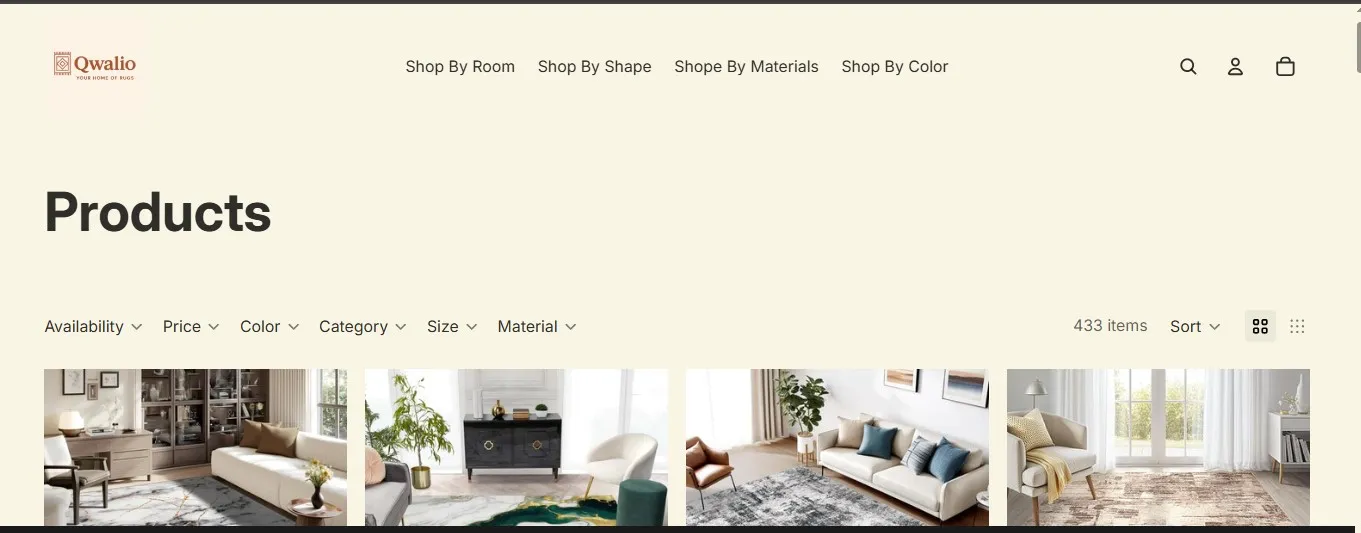 Qwalio
YOUR HOME OF RUGS
Shop By Room Shop By Shape Shope By Materials Shop By Color
Products
Availability Price Color Category Size Material 433 items Sort